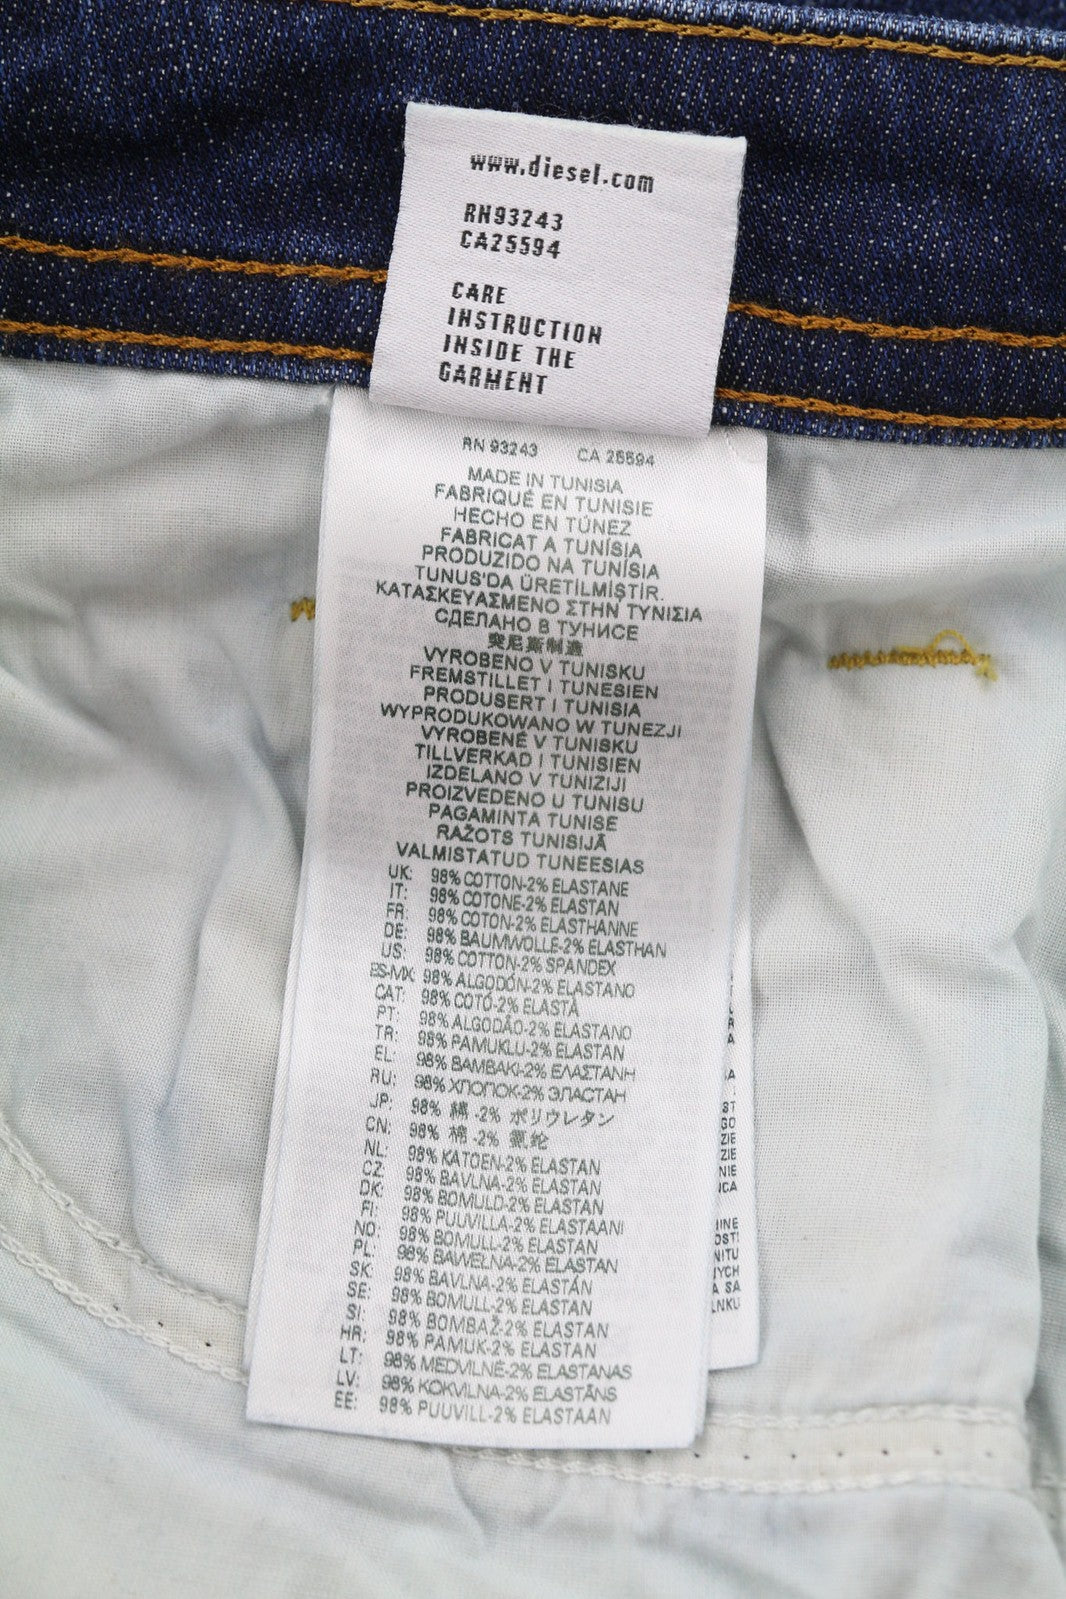 www.diesel.com
RN93243
CA25594
CARE
INSTRUCTION
INSIDE THE
GARMENT
RN 93243 CA 25594
MADE IN TUNISIA
FABRIQUÉ EN TUNISIE
HECHO EN TÚNEZ
FABRICAT A TUNÍSIA
PRODUZIDO NA TUNÍSIA
TUNUS'DA ÜRETİLMİŞTİR.
ΚΑΤΑΣΚΕΥΑΣΜΕΝΟ ΣΤΗΝ ΤΥΝΙΣΙΑ
СДЕЛАНО В ТУНИСЕ
突尼斯制造
VYROBENO V TUNISKU
FREMSTILLET I TUNESIEN
PRODUSERT I TUNISIA
WYPRODUKOWANO W TUNEZJI
VYROBENÉ V TUNISKU
TILLVERKAD I TUNISIEN
IZDELANO V TUNIZIJI
PROIZVEDENO U TUNISU
PAGAMINTA TUNISE
RAŽOTS TUNISIJĀ
VALMISTATUD TUNEESIAS
UK: 98% COTTON-2% ELASTANE
IT: 98% COTONE-2% ELASTAN
FR: 98% COTON-2% ELASTHANNE
DE: 98% BAUMWOLLE-2% ELASTHAN
US: 98% COTTON-2% SPANDEX
ES-MX: 98% ALGODÓN-2% ELASTANO
CAT: 98% COTÓ-2% ELASTÀ
PT: 98% ALGODÃO-2% ELASTANO
TR: 98% PAMUKLU-2% ELASTAN
EL: 98% ΒΑΜΒΑΚΙ-2% ΕΛΑΣΤΑΝΗ
RU: 98% ХЛОПОК-2% ЭЛАСТАН
JP: 98% 綿 -2% ポリウレタン
CN: 98% 棉 -2% 氨纶
NL: 98% KATOEN-2% ELASTAN
CZ: 98% BAVLNA-2% ELASTAN
DK: 98% BOMULD-2% ELASTAN
FI: 98% PUUVILLA-2% ELASTAANI
NO: 98% BOMULL-2% ELASTAN
PL: 98% BAWEŁNA-2% ELASTAN
SK: 98% BAVLNA-2% ELASTÁN
SE: 98% BOMULL-2% ELASTAN
SI: 98% BOMBAŽ-2% ELASTAN
HR: 98% PAMUK-2% ELASTAN
LT: 98% MEDVILNĖ-2% ELASTANAS
LV: 98% KOKVILNA-2% ELASTĀNS
EE: 98% PUUVILL-2% ELASTAAN